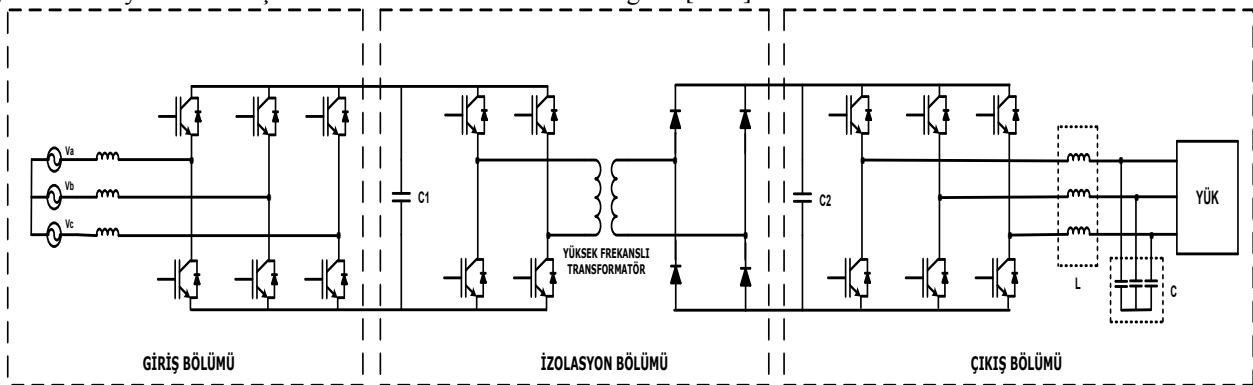 Va
Vb
Vc
C1
YÜKSEK FREKANSLI
TRANSFORMATÖR
C2
L
C
YÜK
GİRİŞ BÖLÜMÜ
İZOLASYON BÖLÜMÜ
ÇIKIŞ BÖLÜMÜ